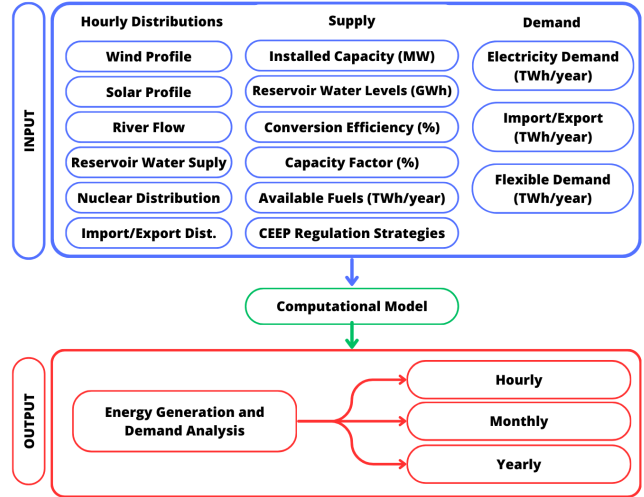 INPUT
Hourly Distributions
Wind Profile
Solar Profile
River Flow
Reservoir Water Suply
Nuclear Distribution
Import/Export Dist.
Supply
Installed Capacity (MW)
Reservoir Water Levels (GWh)
Conversion Efficiency (%)
Capacity Factor (%)
Available Fuels (TWh/year)
CEEP Regulation Strategies
Demand
Electricity Demand
(TWh/year)
Import/Export
(TWh/year)
Flexible Demand
(TWh/year)
Computational Model
OUTPUT
Energy Generation and
Demand Analysis
Hourly
Monthly
Yearly